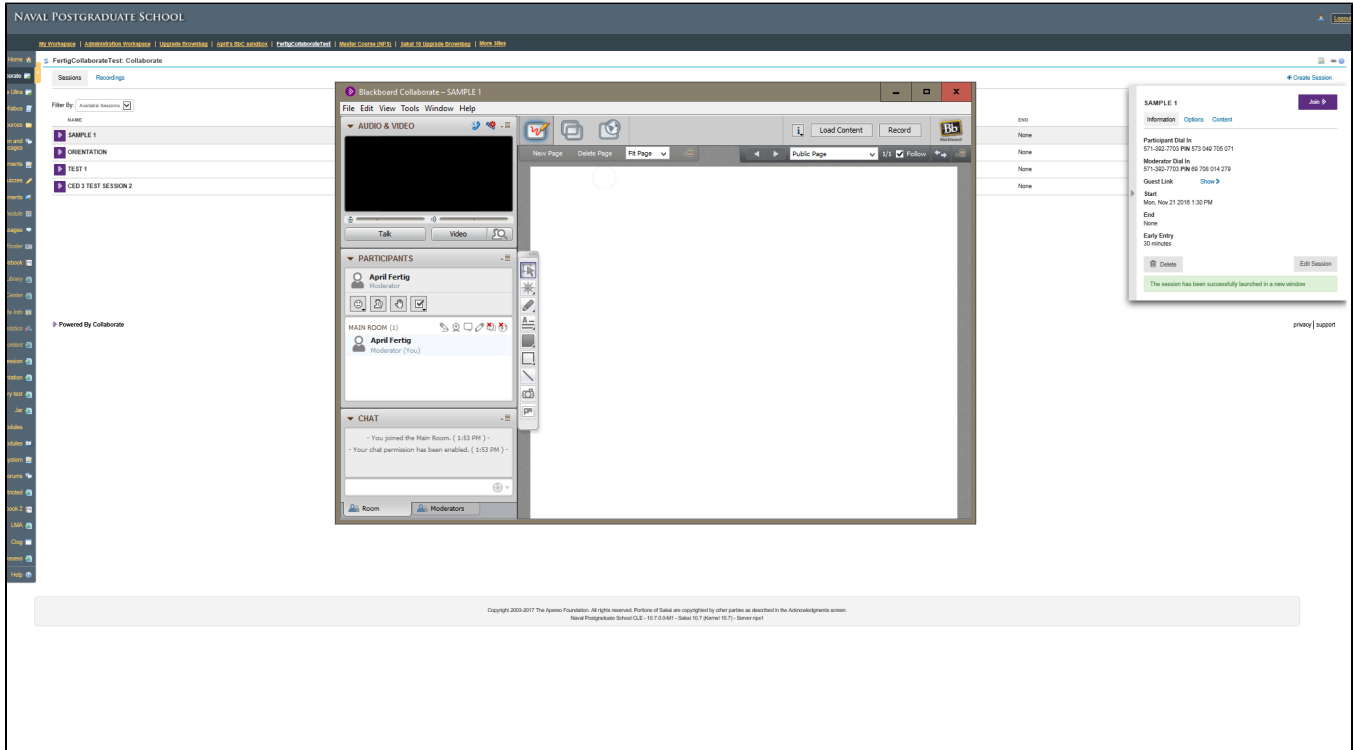 NAVAL POSTGRADUATE SCHOOL
Logout
My Workspace | Administration Workspace | Upgrade Brownbag | April's BbC sandbox | FertigCollaborateTest | Master Course (NPS) | Sakai 10 Upgrade Brownbag | More Sites
Home
FertigCollaborateTest: Collaborate
Sessions Recordings
Create Session
Filter By: Available Sessions
NAME
END
SAMPLE 1
None
ORIENTATION
None
TEST 1
None
CED 3 TEST SESSION 2
None
Blackboard Collaborate – SAMPLE 1
File Edit View Tools Window Help
AUDIO & VIDEO
Load Content Record
Bb
Blackboard
New Page Delete Page Fit Page
Public Page 1/1 Follow
Talk Video
PARTICIPANTS
April Fertig
Moderator
MAIN ROOM (1)
April Fertig
Moderator (You)
CHAT
- You joined the Main Room. ( 1:53 PM ) -
- Your chat permission has been enabled. ( 1:53 PM ) -
Room Moderators
SAMPLE 1 Join
Information Options Content
Participant Dial In
571-392-7703 PIN 573 049 705 071
Moderator Dial In
571-392-7703 PIN 69 708 014 279
Guest Link Show
Start
Mon, Nov 21 2016 1:30 PM
End
None
Early Entry
30 minutes
Delete Edit Session
The session has been successfully launched in a new window
Powered By Collaborate
privacy | support
Jar
LMA
Clog
Help
Copyright 2003-2017 The Apereo Foundation. All rights reserved. Portions of Sakai are copyrighted by other parties as described in the Acknowledgments screen.
Naval Postgraduate School CLE - 10.7.0.0-M1 - Sakai 10.7 (Kernel 10.7) - Server nps1